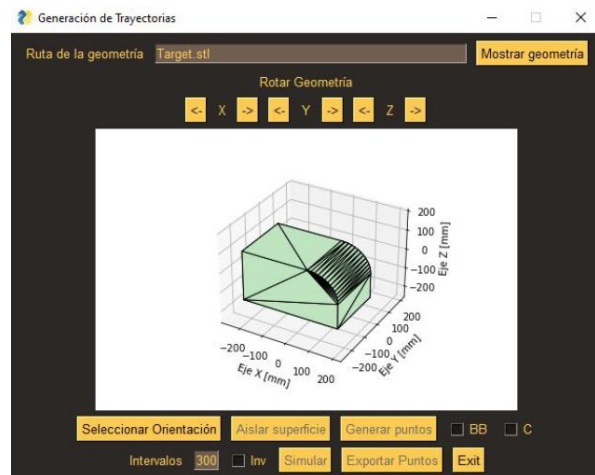 Generación de Trayectorias
Ruta de la geometría Target.stl Mostrar geometría
Rotar Geometría
<- X -> <- Y -> <- Z ->
200
100
0
-100
-200
Eje Z [mm]
-200 -100 0 100 200
Eje X [mm]
-200 -100 0 100 200
Eje Y [mm]
Seleccionar Orientación Aislar superficie Generar puntos BB C
Intervalos 300 Inv Simular Exportar Puntos Exit